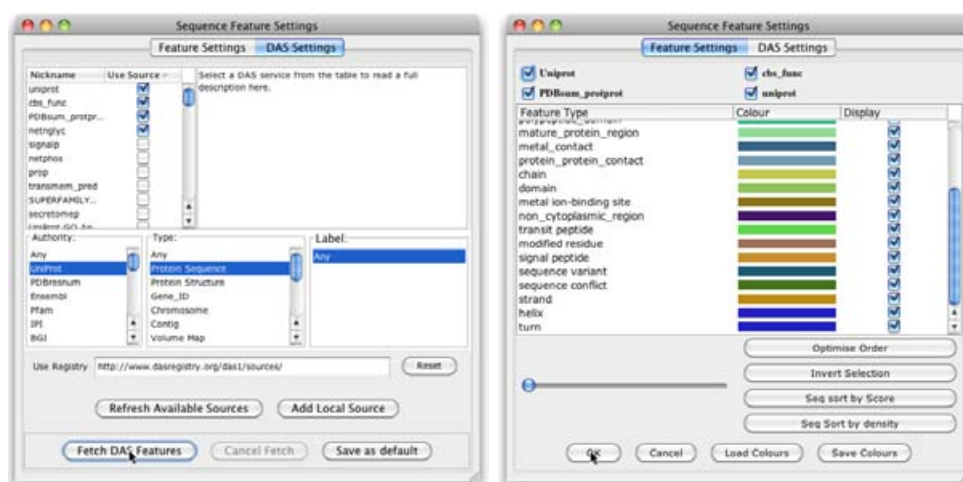 Sequence Feature Settings
Feature Settings DAS Settings
Nickname Use Source
uniprot
cbs_func
PDBsum_protpr...
netnglyc
signalp
netphos
prop
transmem_pred
SUPERFAMILY...
secretomep
Select a DAS service from the table to read a full
description here.
Authority:
Any
UniProt
PDBresnum
Ensembl
Pfam
IPI
BGI
Type:
Any
Protein Sequence
Protein Structure
Gene_ID
Chromosome
Contig
Volume Map
Label:
Any
Use Registry http://www.dasregistry.org/das1/sources/ Reset
Refresh Available Sources Add Local Source
Fetch DAS Features Cancel Fetch Save as default
Sequence Feature Settings
Feature Settings DAS Settings
Uniprot cbs_func
PDBsum_protprot uniprot
Feature Type Colour Display
polypeptide_domain
mature_protein_region
metal_contact
protein_protein_contact
chain
domain
metal ion-binding site
non_cytoplasmic_region
transit peptide
modified residue
signal peptide
sequence variant
sequence conflict
strand
helix
turn
Optimise Order
Invert Selection
Seq sort by Score
Seq Sort by density
OK Cancel Load Colours Save Colours